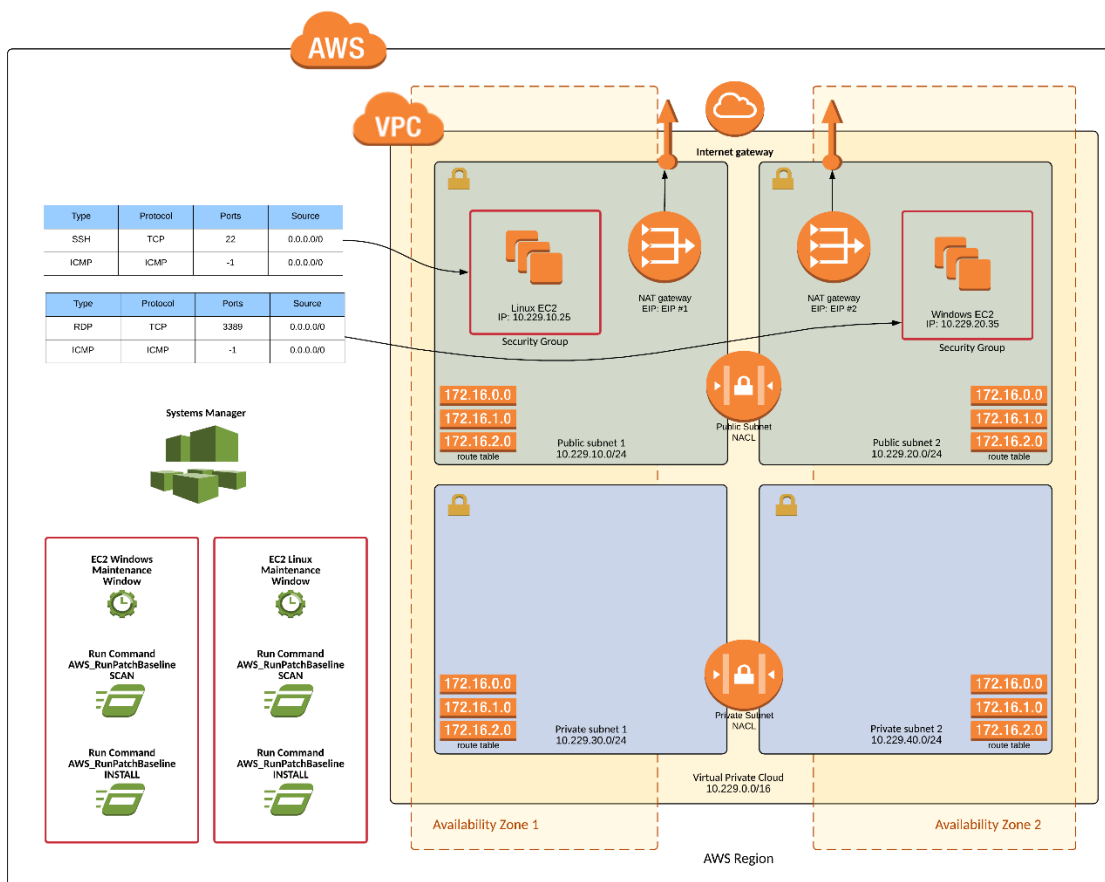 AWS
VPC
Internet gateway
Type Protocol Ports Source
SSH TCP 22 0.0.0.0/0
ICMP ICMP -1 0.0.0.0/0
Type Protocol Ports Source
RDP TCP 3389 0.0.0.0/0
ICMP ICMP -1 0.0.0.0/0
Linux EC2
IP: 10.229.10.25
Security Group
NAT gateway
EIP: EIP #1
NAT gateway
EIP: EIP #2
Windows EC2
IP: 10.229.20.35
Security Group
172.16.0.0
172.16.1.0
172.16.2.0
route table
Public subnet 1
10.229.10.0/24
Public Subnet
NACL
Public subnet 2
10.229.20.0/24
172.16.0.0
172.16.1.0
172.16.2.0
route table
Systems Manager
EC2 Windows
Maintenance
Window
Run Command
AWS_RunPatchBaseline
SCAN
Run Command
AWS_RunPatchBaseline
INSTALL
EC2 Linux
Maintenance
Window
Run Command
AWS_RunPatchBaseline
SCAN
Run Command
AWS_RunPatchBaseline
INSTALL
172.16.0.0
172.16.1.0
172.16.2.0
route table
Private subnet 1
10.229.30.0/24
Private Subnet
NACL
Private subnet 2
10.229.40.0/24
172.16.0.0
172.16.1.0
172.16.2.0
route table
Virtual Private Cloud
10.229.0.0/16
Availability Zone 1
Availability Zone 2
AWS Region